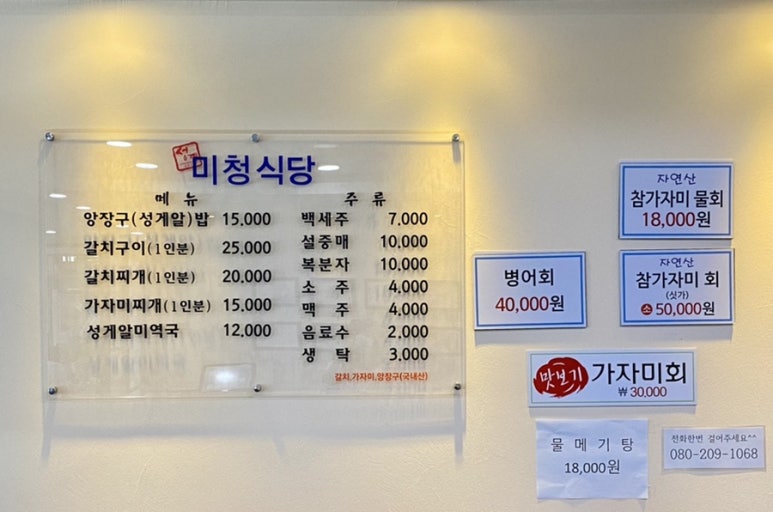 미청식당
메 뉴
앙장구(성게알)밥 15.000
갈치구이(1인분) 25.000
갈치찌개(1인분) 20.000
가자미찌개(1인분) 15.000
성게알미역국 12.000
주 류
백세주 7.000
설중매 10.000
복분자 10.000
소 주 4.000
맥 주 4.000
음료수 2.000
생 탁 3.000
갈치,가자미,앙장구(국내산)
병어회
40,000원
자연산
참가자미 물회
18,000원
자연산
참가자미 회
(싯가)
소 50,000원
맛보기 가자미회
₩ 30,000
물 메 기 탕
18,000원
전화한번 걸어주세요^^
080-209-1068